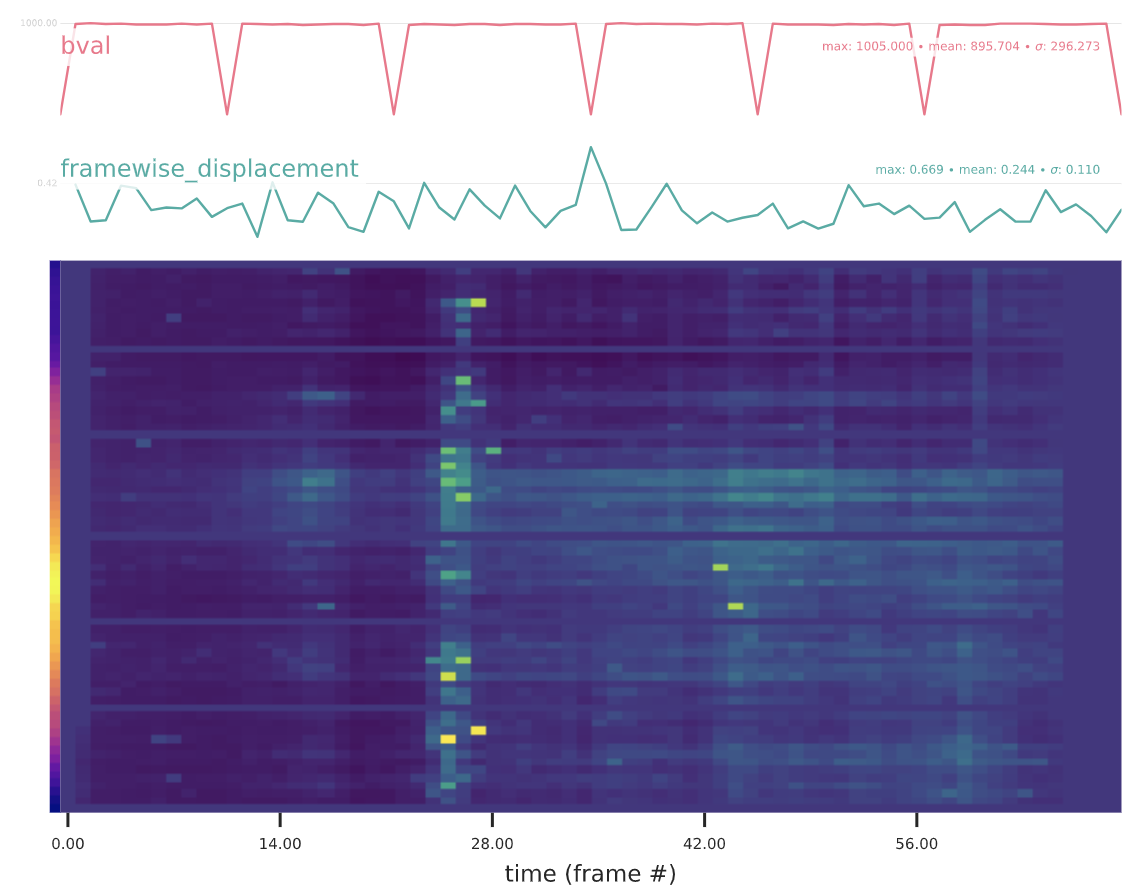 1000.00
bval
max: 1005.000 • mean: 895.704 • σ: 296.273
framewise_displacement
max: 0.669 • mean: 0.244 • σ: 0.110
0.42
0.00 14.00 28.00 42.00 56.00
time (frame #)